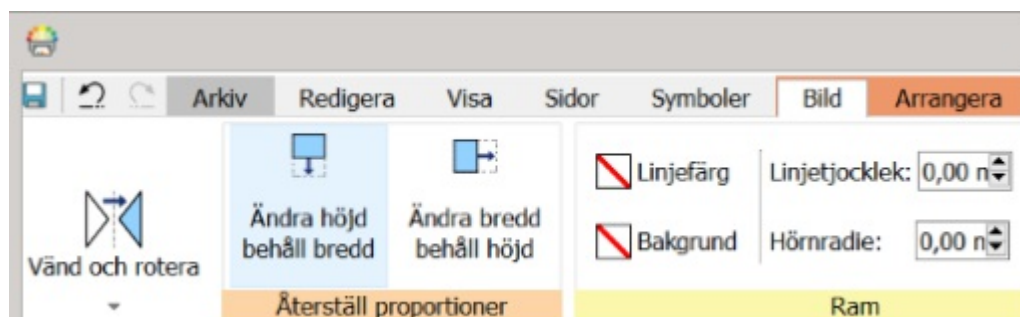 Arkiv Redigera Visa Sidor Symboler Bild Arrangera
Vänd och rotera
Ändra höjd
behåll bredd
Ändra bredd
behåll höjd
Återställ proportioner
Linjefärg
Bakgrund
Linjetjocklek: 0,00
Hörnradie: 0,00
Ram